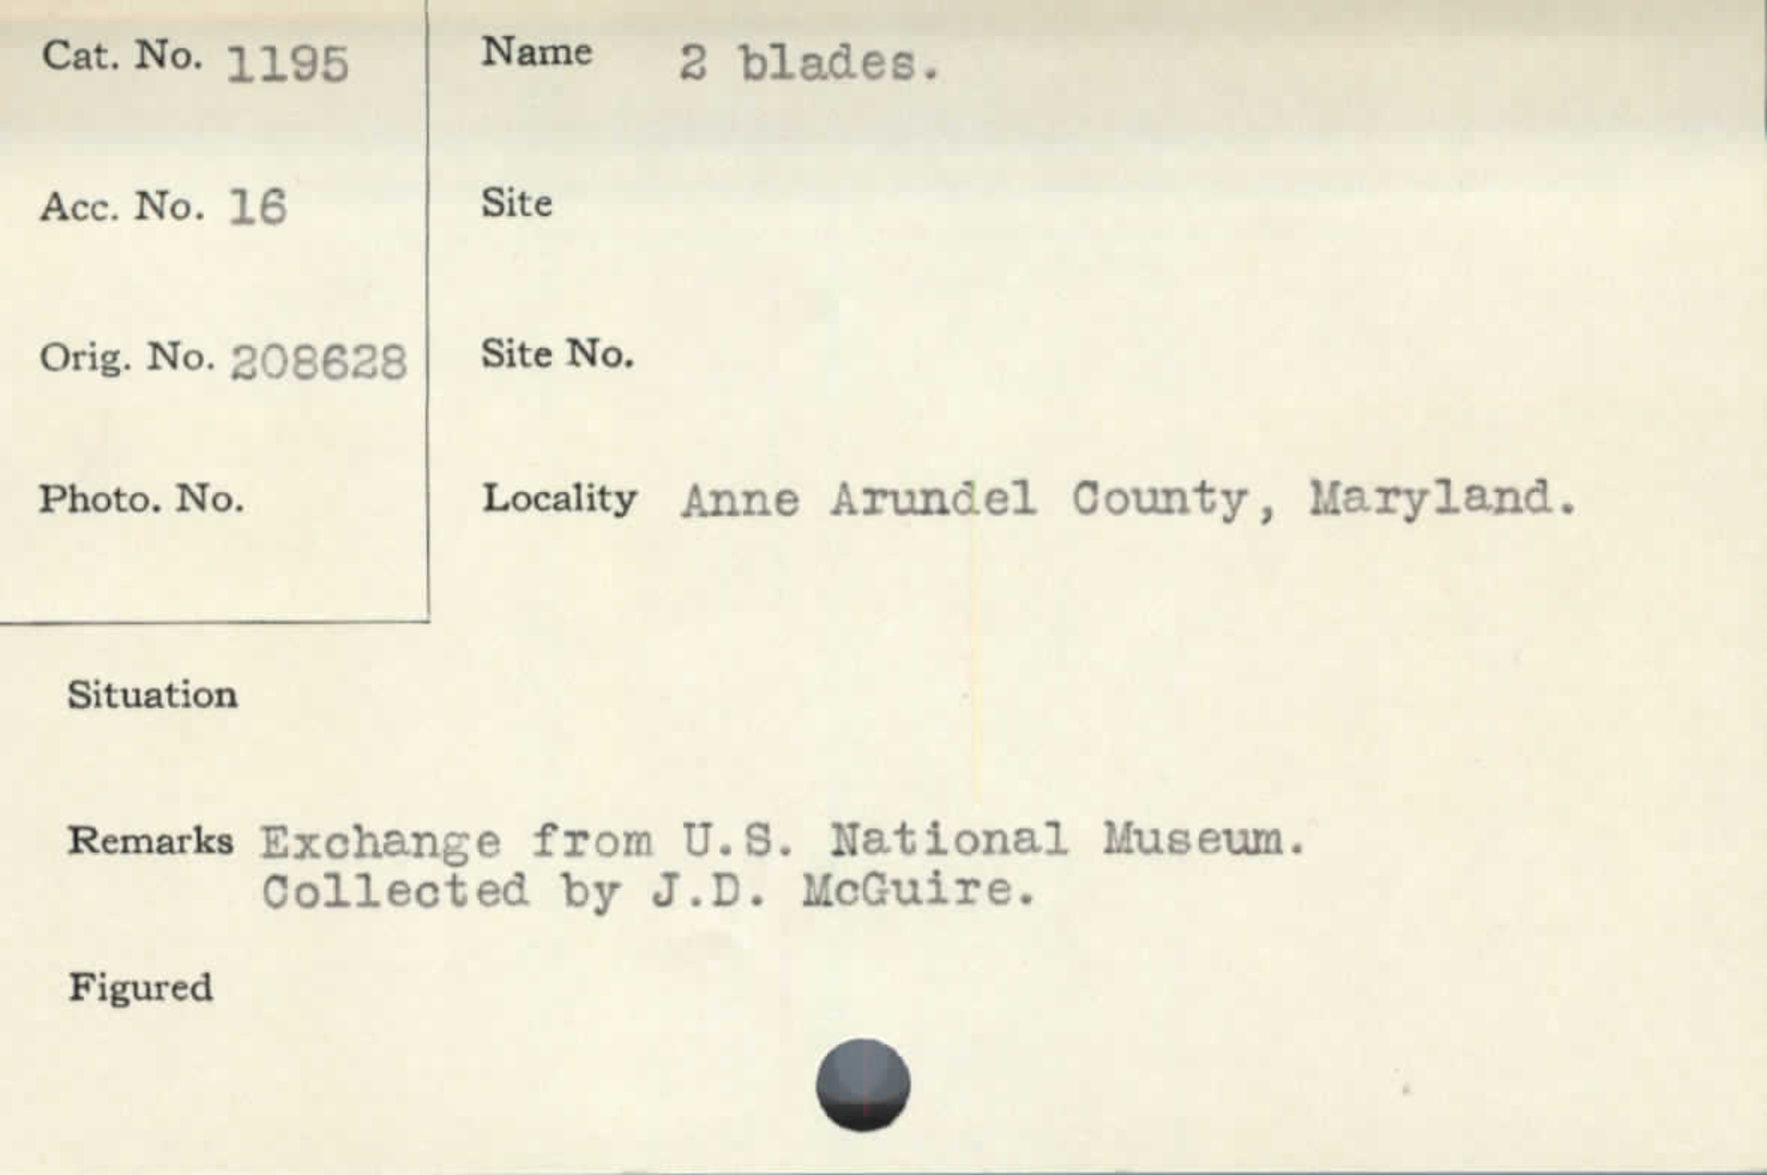 Cat. No. 1195
Name 2 blades.
Acc. No. 16
Site
Orig. No. 208628
Site No.
Photo. No.
Locality Anne Arundel County, Maryland.
Situation
Remarks Exchange from U.S. National Museum.
Collected by J.D. McGuire.
Figured